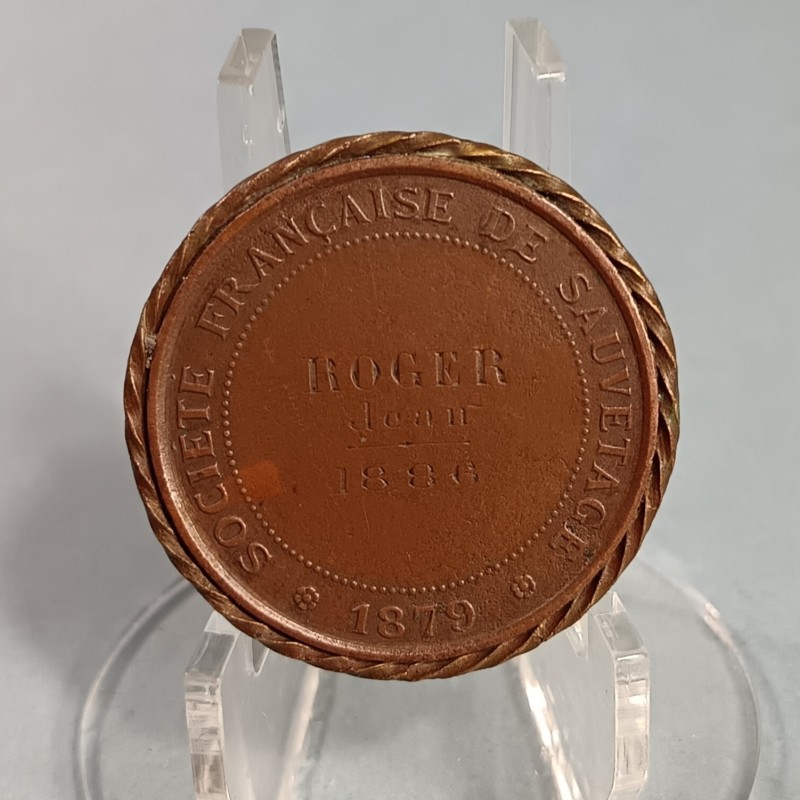 SOCIÉTÉ FRANÇAISE DE SAUVETAGE
ROGER
Jean
1886
1879